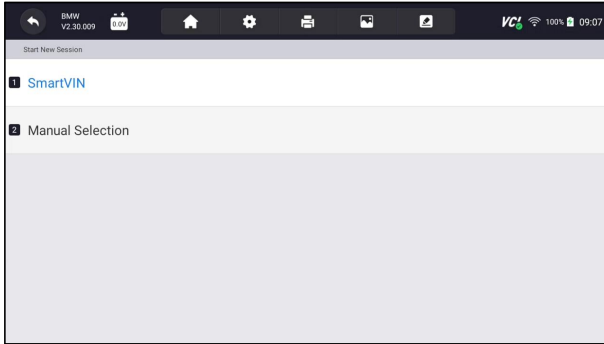 BMW
V2.30.009
0.0V
VCI
100%
09:07
Start New Session
1 SmartVIN
2 Manual Selection